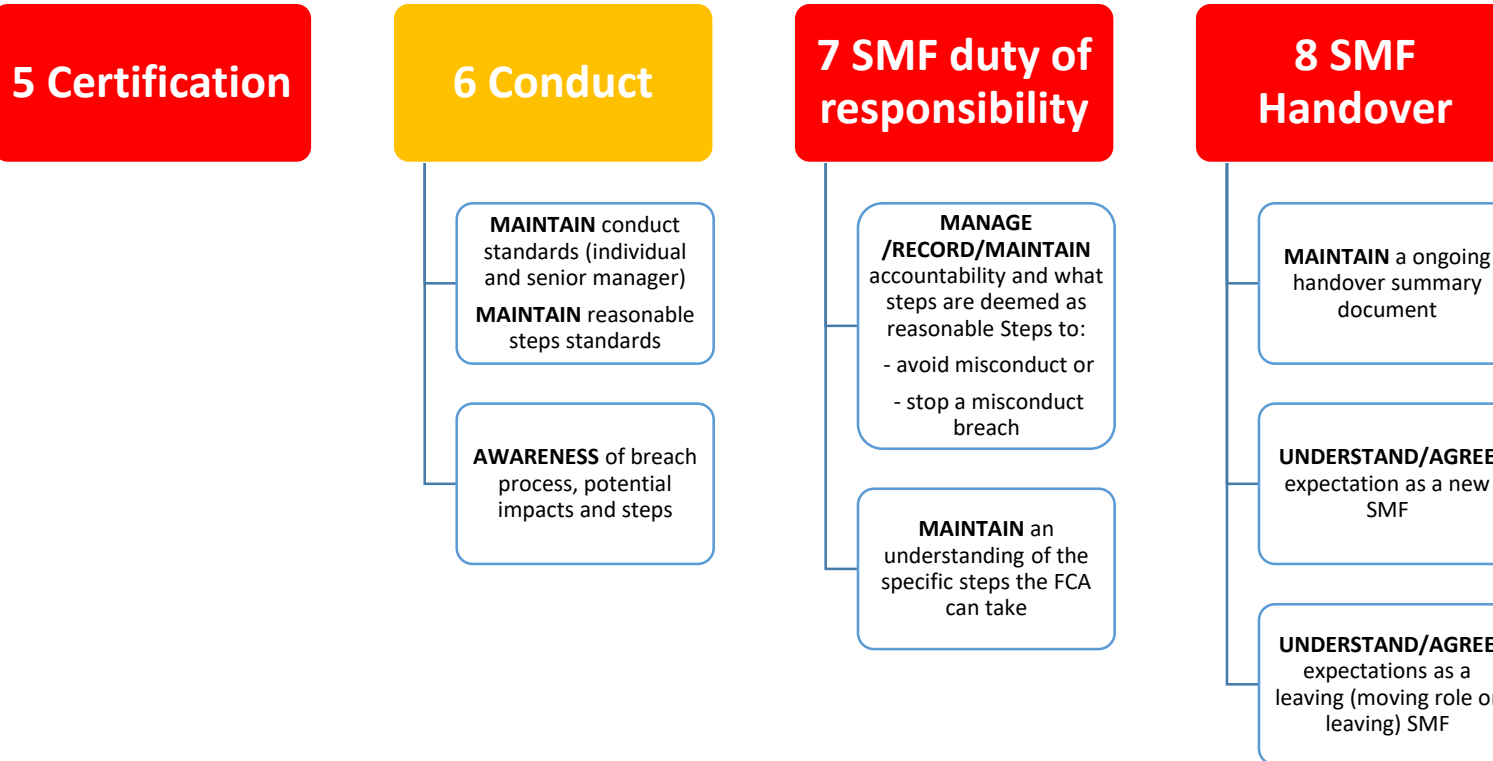 5 Certification
6 Conduct
MAINTAIN conduct
standards (individual
and senior manager)
MAINTAIN reasonable
steps standards
AWARENESS of breach
process, potential
impacts and steps
7 SMF duty of
responsibility
MANAGE
/RECORD/MAINTAIN
accountability and what
steps are deemed as
reasonable Steps to:
- avoid misconduct or
- stop a misconduct
breach
MAINTAIN an
understanding of the
specific steps the FCA
can take
8 SMF
Handover
MAINTAIN a ongoing
handover summary
document
UNDERSTAND/AGREE
expectation as a new
SMF
UNDERSTAND/AGREE
expectations as a
leaving (moving role or
leaving) SMF